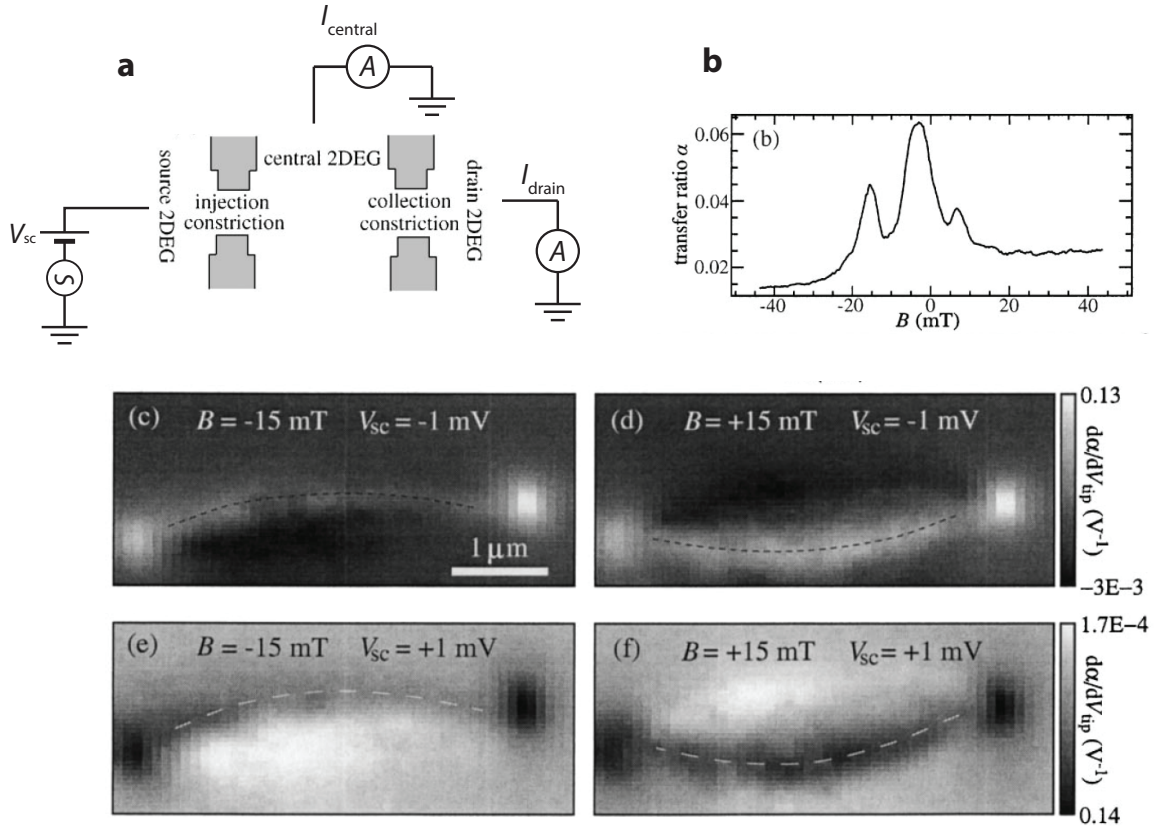 I central
a
b
A
source 2DEG
central 2DEG
drain 2DEG
injection
constriction
collection
constriction
I drain
V sc
S
A
(b)
transfer ratio α
0.06
0.04
0.02
-40
-20
0
20
40
B (mT)
(c) B = -15 mT V sc = -1 mV
1 μm
(d) B = +15 mT V sc = -1 mV
0.13
dα/dV tip (V⁻¹)
-3E-3
(e) B = -15 mT V sc = +1 mV
(f) B = +15 mT V sc = +1 mV
1.7E-4
dα/dV tip (V⁻¹)
0.14